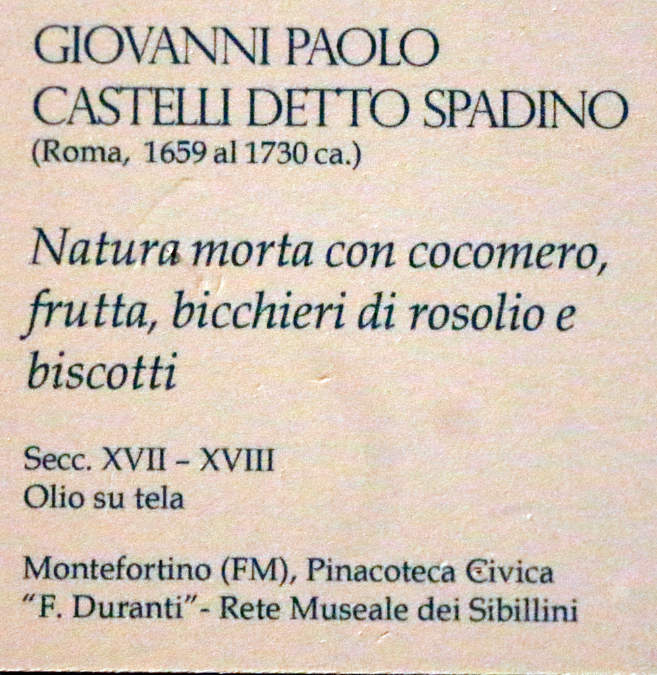 GIOVANNI PAOLO
CASTELLI DETTO SPADINO
(Roma, 1659 al 1730 ca.)
Natura morta con cocomero,
frutta, bicchieri di rosolio e
biscotti
Secc. XVII – XVIII
Olio su tela
Montefortino (FM), Pinacoteca Civica
“F. Duranti”- Rete Museale dei Sibillini